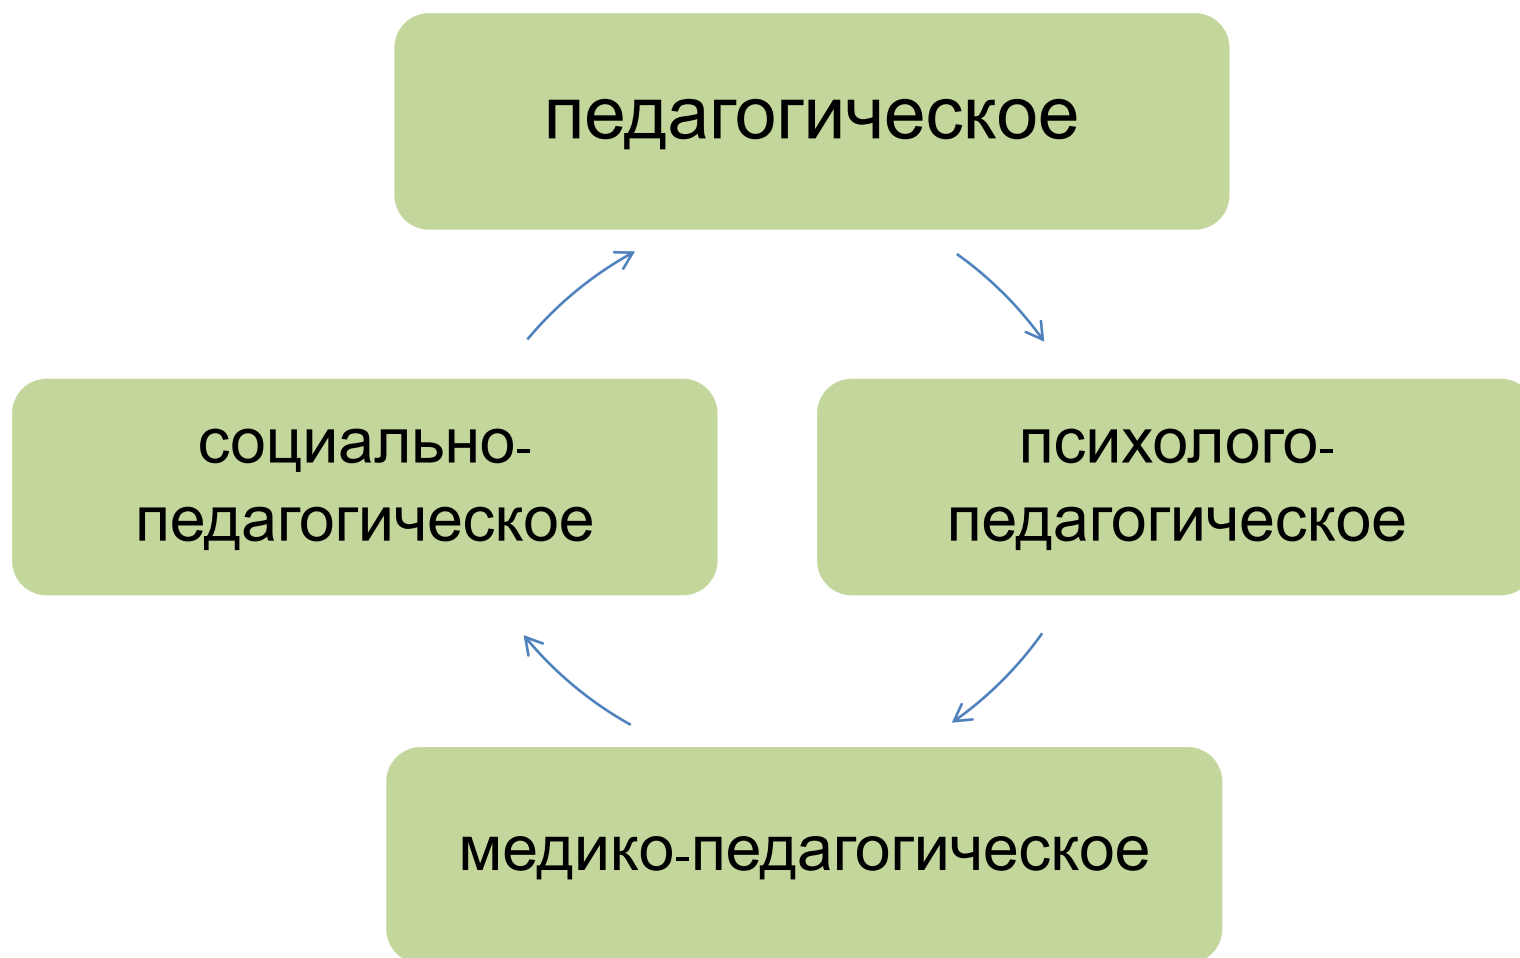 педагогическое
социально-
педагогическое
психолого-
педагогическое
медико-педагогическое